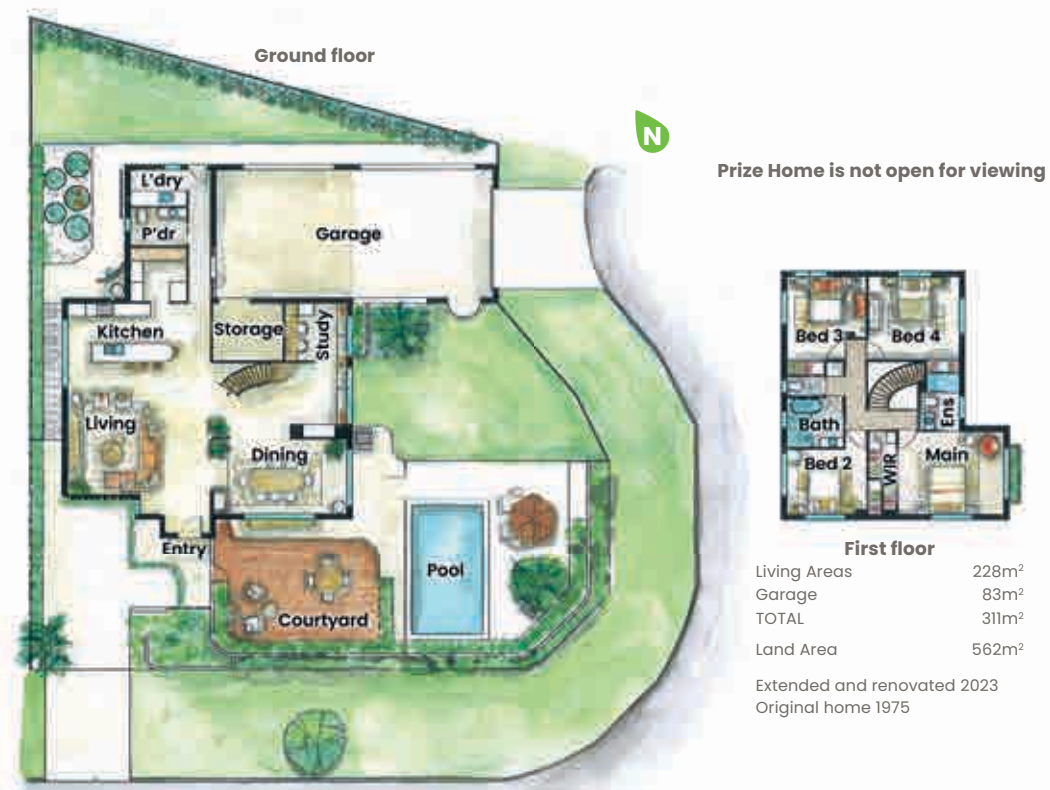 Ground floor
N
Prize Home is not open for viewing
L'dry
P'dr
Garage
Kitchen
Storage
Study
Living
Dining
Entry
Pool
Courtyard
Bed 3
Bed 4
Bath
Ens
Bed 2
WIR
Main
First floor
Living Areas 228m²
Garage 83m²
TOTAL 311m²
Land Area 562m²
Extended and renovated 2023
Original home 1975